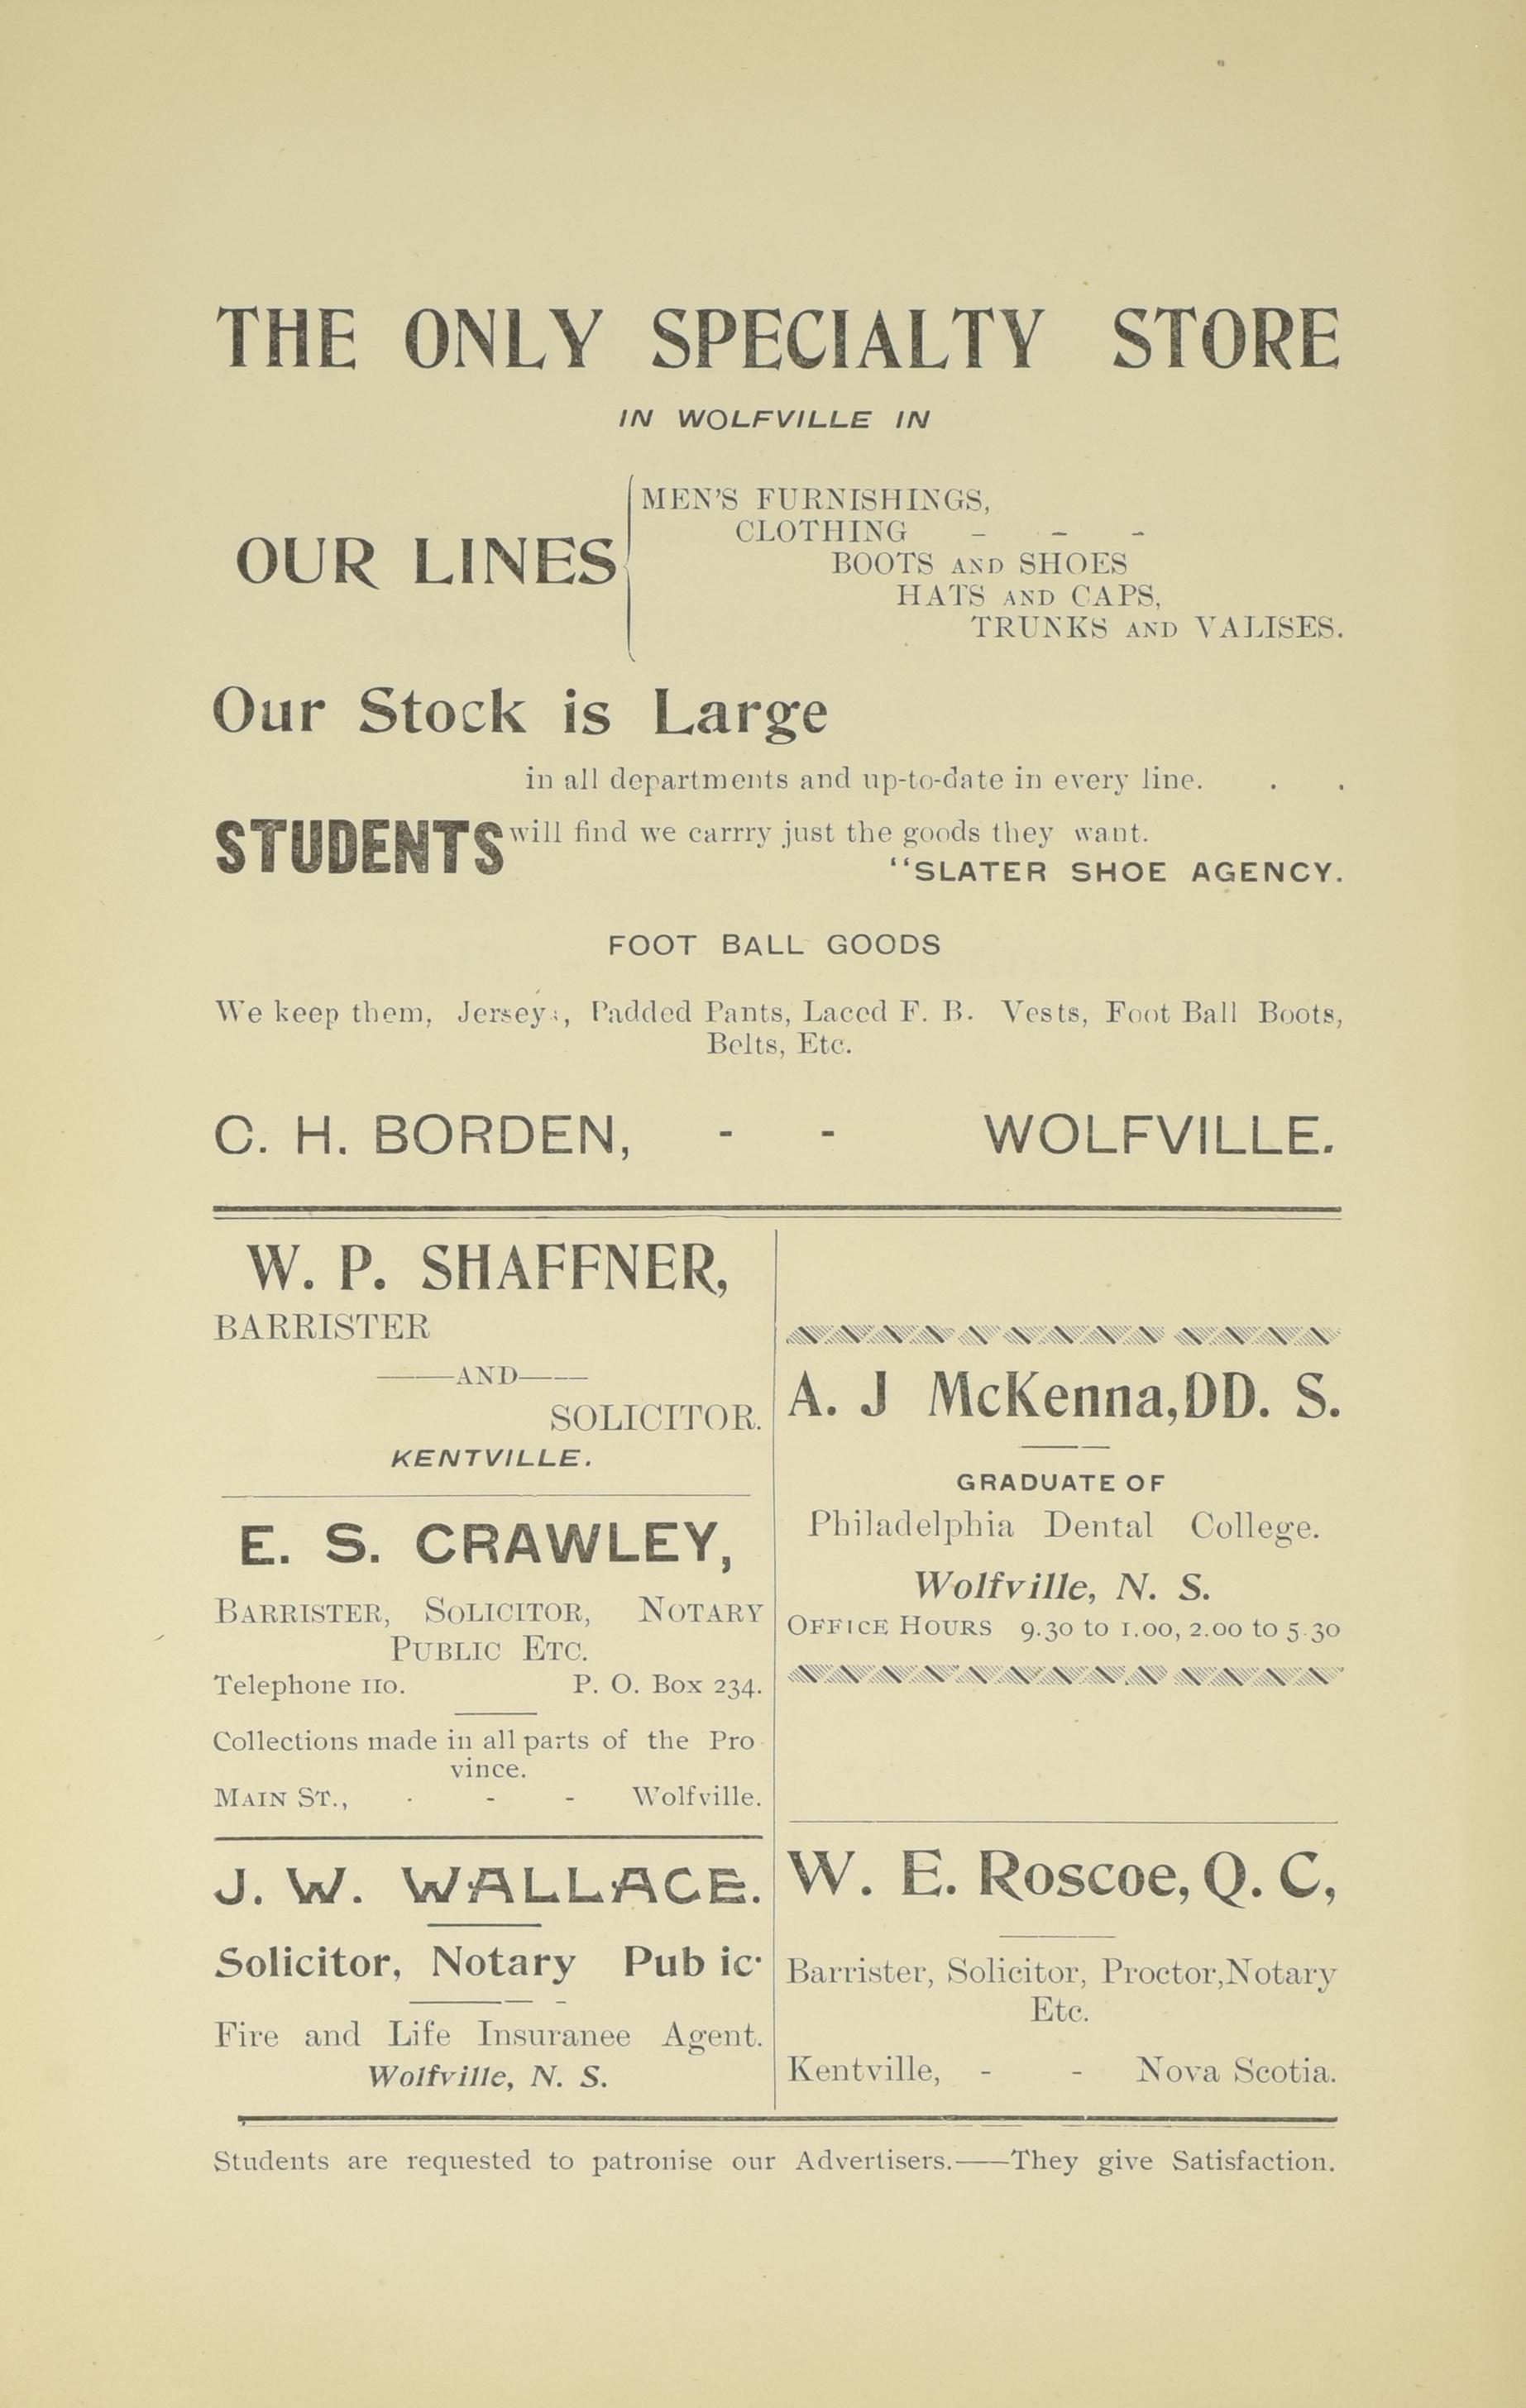 THE ONLY SPECIALTY STORE
IN WOLFVILLE IN
OUR LINES
MEN'S FURNISHINGS,
CLOTHING - - -
BOOTS AND SHOES
HATS AND CAPS,
TRUNKS AND VALISES.
Our Stock is Large
in all departments and up-to-date in every line. . .
STUDENTS will find we carrry just the goods they want.
"SLATER SHOE AGENCY.
FOOT BALL GOODS
We keep them, Jerseys, Padded Pants, Laced F. B. Vests, Foot Ball Boots,
Belts, Etc.
C. H. BORDEN, - - WOLFVILLE.
W. P. SHAFFNER,
BARRISTER
——AND——
SOLICITOR.
KENTVILLE.
E. S. CRAWLEY,
BARRISTER, SOLICITOR, NOTARY
PUBLIC ETC.
Telephone 110. P. O. Box 234.
Collections made in all parts of the Pro
vince.
MAIN ST., - - - Wolfville.
J. W. WALLACE.
Solicitor, Notary Pub ic.
Fire and Life Insuranee Agent.
Wolfville, N. S.
A. J McKenna,DD. S.
GRADUATE OF
Philadelphia Dental College.
Wolfville, N. S.
OFFICE HOURS 9.30 to 1.00, 2.00 to 5.30
W. E. Roscoe, Q. C,
Barrister, Solicitor, Proctor,Notary
Etc.
Kentville, - - Nova Scotia.
Students are requested to patronise our Advertisers.——They give Satisfaction.